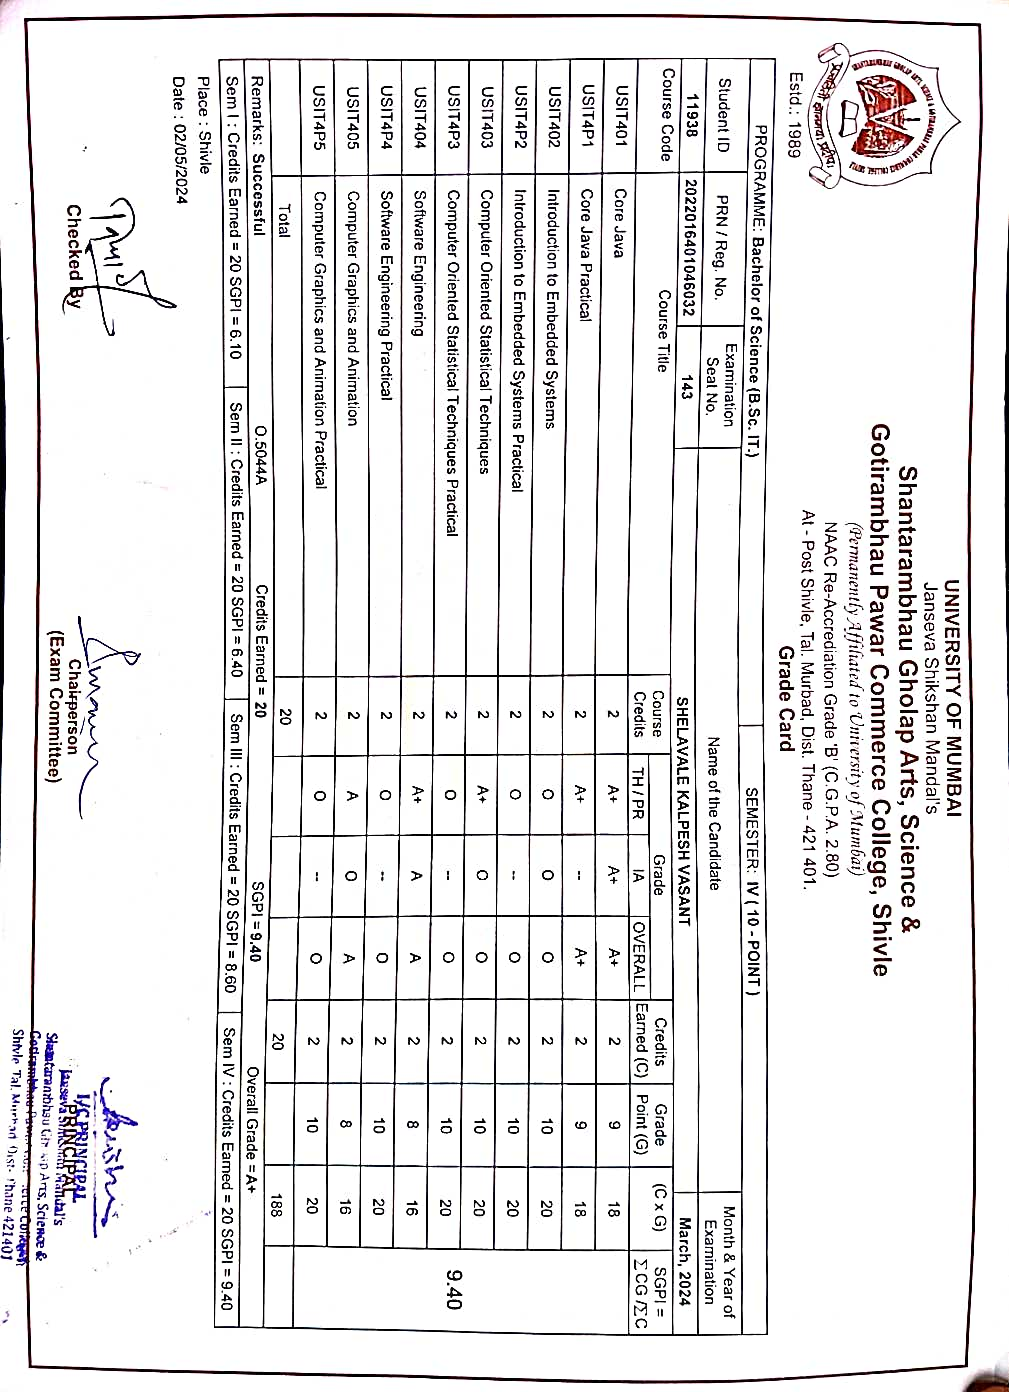 UNIVERSITY OF MUMBAI
Janseva Shikshan Mandal's
Shantarambhau Gholap Arts, Science &
Gotirambhau Pawar Commerce College, Shivle
(Permanently Affiliated to University of Mumbai)
NAAC Re-Accrediation Grade 'B' (C.G.P.A. 2.80)
At - Post Shivle, Tal. Murbad, Dist. Thane - 421 401.
Estd.: 1989
Grade Card
PROGRAMME: Bachelor of Science (B.Sc. IT.) SEMESTER: IV ( 10 - POINT )
Student ID PRN / Reg. No. Examination Seal No. Name of the Candidate Month & Year of Examination
11938 2022016401046032 143 SHELAVALE KALPESH VASANT March, 2024
Course Code Course Title Course Credits Grade TH / PR IA OVERALL Credits Earned (C) Grade Point (G) (C x G) SGPI = ΣCG /ΣC
USIT401 Core Java 2 A+ A+ A+ 2 9 18
USIT4P1 Core Java Practical 2 A+ -- A+ 2 9 18
USIT402 Introduction to Embedded Systems 2 O O O 2 10 20
USIT4P2 Introduction to Embedded Systems Practical 2 O -- O 2 10 20
USIT403 Computer Oriented Statistical Techniques 2 A+ O O 2 10 20
USIT4P3 Computer Oriented Statistical Techniques Practical 2 O -- O 2 10 20
USIT404 Software Engineering 2 A+ A A 2 8 16
USIT4P4 Software Engineering Practical 2 O -- O 2 10 20
USIT405 Computer Graphics and Animation 2 A O A 2 8 16
USIT4P5 Computer Graphics and Animation Practical 2 O -- O 2 10 20
9.40
Total 20 20 188
Remarks: Successful O.5044A Credits Earned = 20 SGPI = 9.40 Overall Grade = A+
Sem I : Credits Earned = 20 SGPI = 6.10 Sem II : Credits Earned = 20 SGPI = 6.40 Sem III : Credits Earned = 20 SGPI = 8.60 Sem IV : Credits Earned = 20 SGPI = 9.40
Place : Shivle
Date : 02/05/2024
Checked By
Chairperson
(Exam Committee)
PRINCIPAL
I/C PRINCIPAL
Janseva Shikshan Mandal's
Shantarambhau Gholap Arts, Science &
Gotirambhau Pawar Commerce College
Shivle Tal. Murbad Dist- Thane 421401